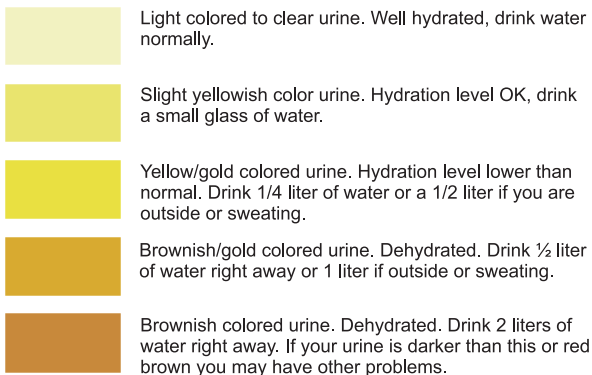 Light colored to clear urine. Well hydrated, drink water
normally.
Slight yellowish color urine. Hydration level OK, drink
a small glass of water.
Yellow/gold colored urine. Hydration level lower than
normal. Drink 1/4 liter of water or a 1/2 liter if you are
outside or sweating.
Brownish/gold colored urine. Dehydrated. Drink ½ liter
of water right away or 1 liter if outside or sweating.
Brownish colored urine. Dehydrated. Drink 2 liters of
water right away. If your urine is darker than this or red
brown you may have other problems.